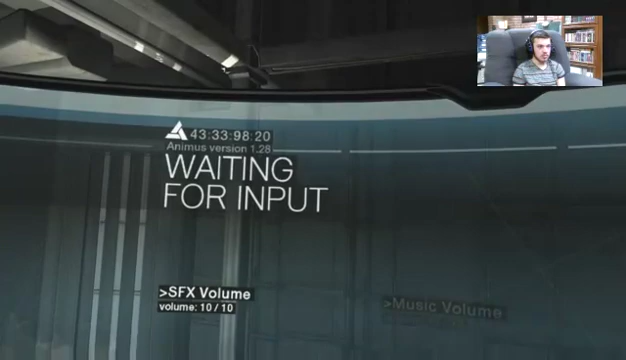 43:33:98:20
Animus version 1.28
WAITING
FOR INPUT
>SFX Volume
volume: 10 / 10
>Music Volume